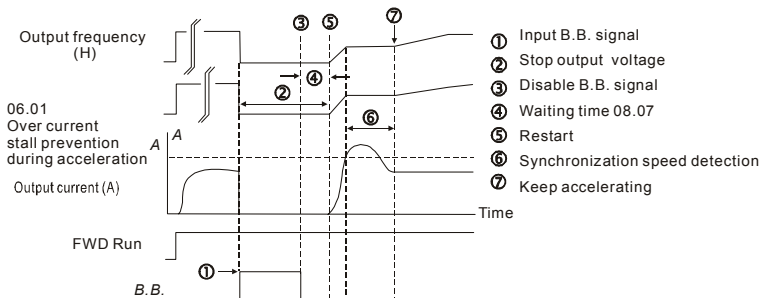 Output frequency
(H)
06.01
Over current
stall prevention
during acceleration
A
A
Output current (A)
FWD Run
B.B.
①
②
③
④
⑤
⑥
⑦
Time
① Input B.B. signal
② Stop output voltage
③ Disable B.B. signal
④ Waiting time 08.07
⑤ Restart
⑥ Synchronization speed detection
⑦ Keep accelerating